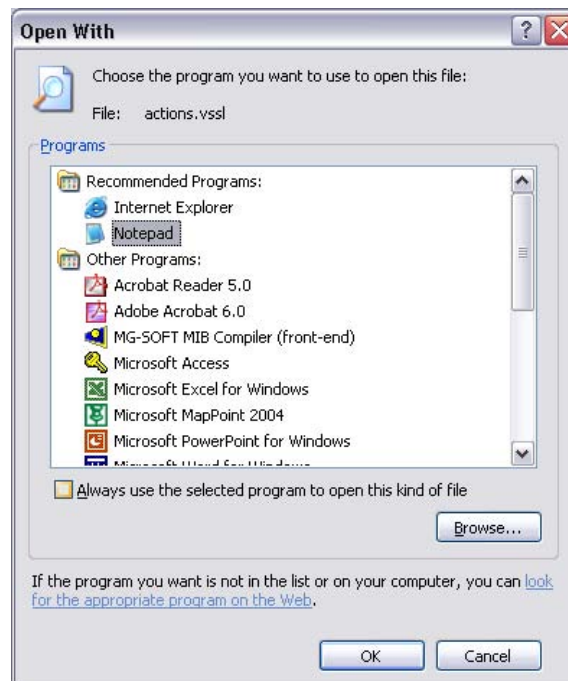 Open With
Choose the program you want to use to open this file:
File: actions.vssl
Programs
Recommended Programs:
Internet Explorer
Notepad
Other Programs:
Acrobat Reader 5.0
Adobe Acrobat 6.0
MG-SOFT MIB Compiler (front-end)
Microsoft Access
Microsoft Excel for Windows
Microsoft MapPoint 2004
Microsoft PowerPoint for Windows
Microsoft Word for Windows
Always use the selected program to open this kind of file
Browse...
If the program you want is not in the list or on your computer, you can look
for the appropriate program on the Web.
OK
Cancel